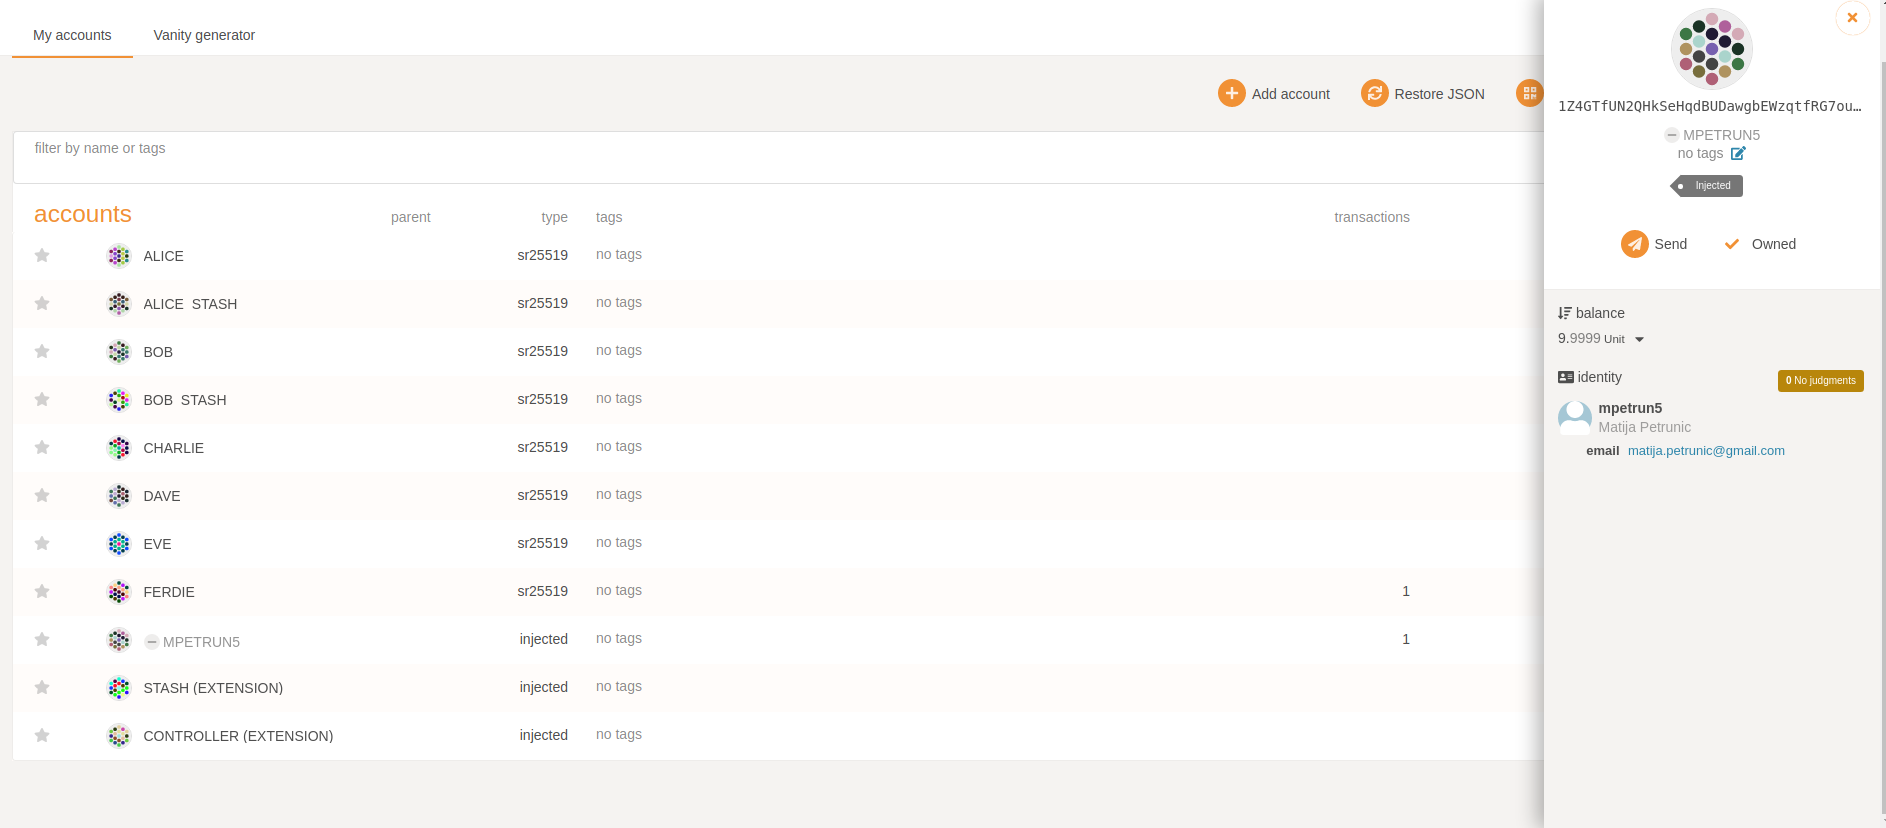 My accounts Vanity generator
Add account Restore JSON
filter by name or tags
accounts parent type tags transactions
ALICE sr25519 no tags
ALICE STASH sr25519 no tags
BOB sr25519 no tags
BOB STASH sr25519 no tags
CHARLIE sr25519 no tags
DAVE sr25519 no tags
EVE sr25519 no tags
FERDIE sr25519 no tags 1
MPETRUN5 injected no tags 1
STASH (EXTENSION) injected no tags
CONTROLLER (EXTENSION) injected no tags
1Z4GTfUN2QHkSeHqdBUDawgbEWzqtfRG7ou…
MPETRUN5
no tags
Injected
Send Owned
balance
9.9999 Unit
identity 0 No judgments
mpetrun5
Matija Petrunic
email matija.petrunic@gmail.com